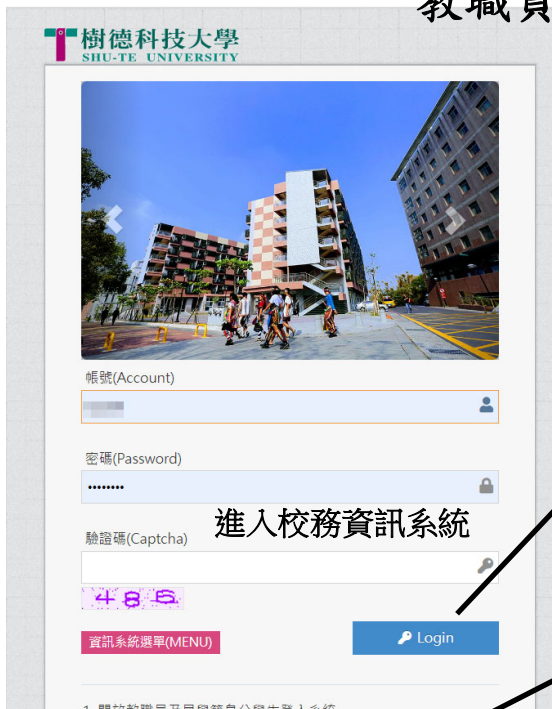 教職員
樹德科技大學
SHU-TE UNIVERSITY
帳號(Account)
密碼(Password)
••••••••
進入校務資訊系統
驗證碼(Captcha)
資訊系統選單(MENU)
Login